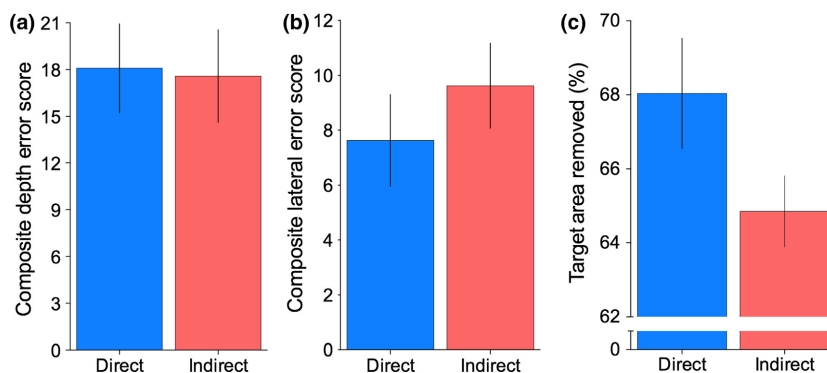 (a)
Composite depth error score
21
18
15
12
9
6
3
0
Direct
Indirect
(b)
Composite lateral error score
12
10
8
6
4
2
0
Direct
Indirect
(c)
Target area removed (%)
70
68
66
64
62
0
Direct
Indirect